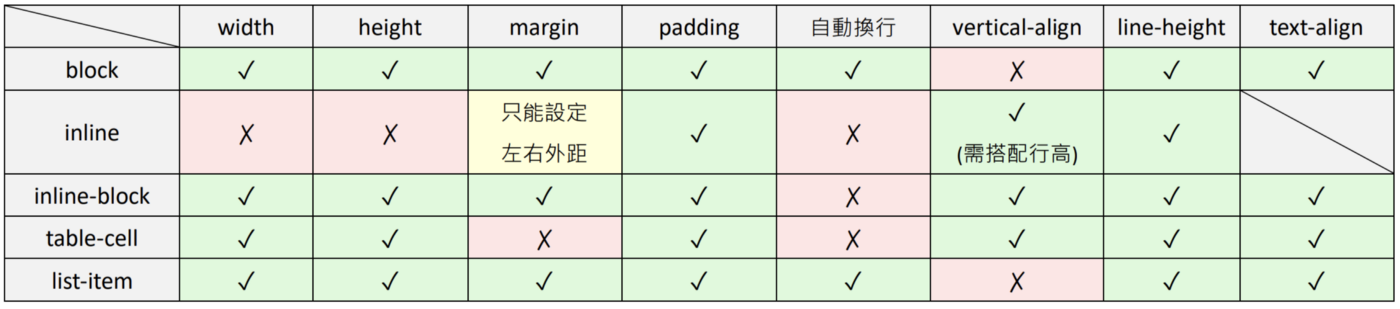 width height margin padding 自動換行 vertical-align line-height text-align
block ✓ ✓ ✓ ✓ ✓ ✗ ✓ ✓
inline ✗ ✗ 只能設定 ✓ ✗ ✓ ✓
左右外距 (需搭配行高)
inline-block ✓ ✓ ✓ ✓ ✗ ✓ ✓ ✓
table-cell ✓ ✓ ✗ ✓ ✗ ✓ ✓ ✓
list-item ✓ ✓ ✓ ✓ ✓ ✗ ✓ ✓